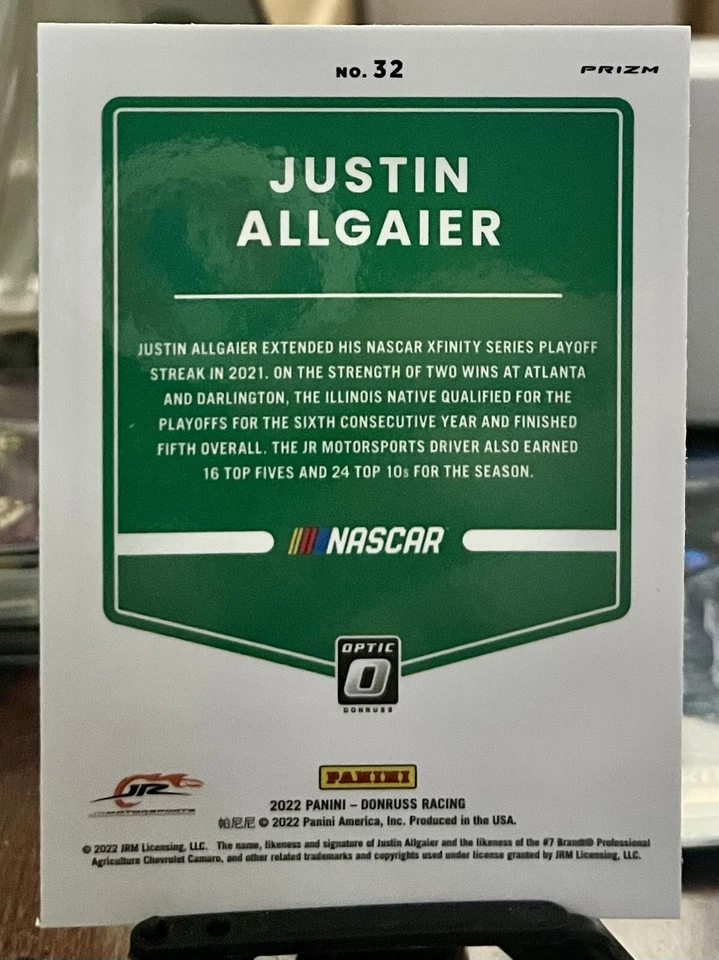 NO. 32
PRIZM
JUSTIN
ALLGAIER
JUSTIN ALLGAIER EXTENDED HIS NASCAR XFINITY SERIES PLAYOFF
STREAK IN 2021. ON THE STRENGTH OF TWO WINS AT ATLANTA
AND DARLINGTON, THE ILLINOIS NATIVE QUALIFIED FOR THE
PLAYOFFS FOR THE SIXTH CONSECUTIVE YEAR AND FINISHED
FIFTH OVERALL. THE JR MOTORSPORTS DRIVER ALSO EARNED
16 TOP FIVES AND 24 TOP 10s FOR THE SEASON.
NASCAR
OPTIC
O
DONRUSS
PANINI
JR
JRMOTORSPORTS
2022 PANINI – DONRUSS RACING
帕尼尼 © 2022 Panini America, Inc. Produced in the USA.
© 2022 JRM Licensing, LLC. The name, likeness and signature of Justin Allgaier and the likeness of the #7 Brandt® Professional
Agriculture Chevrolet Camaro, and other related trademarks and copyrights used under license granted by JRM Licensing, LLC.